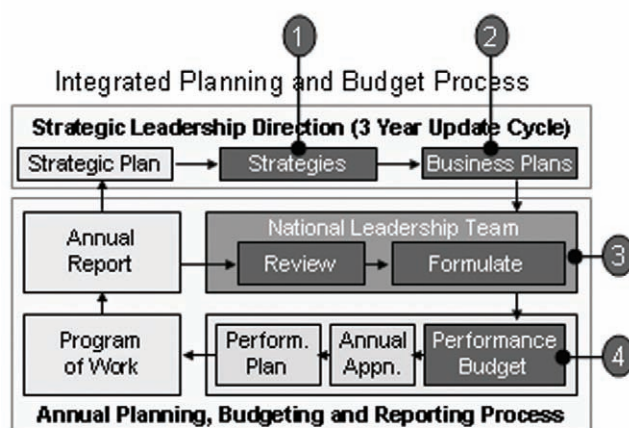 1
2
Integrated Planning and Budget Process
Strategic Leadership Direction (3 Year Update Cycle)
Strategic Plan
Strategies
Business Plans
National Leadership Team
Annual
Report
Review
Formulate
3
Program
of Work
Perform.
Plan
Annual
Appn.
Performance
Budget
4
Annual Planning, Budgeting and Reporting Process